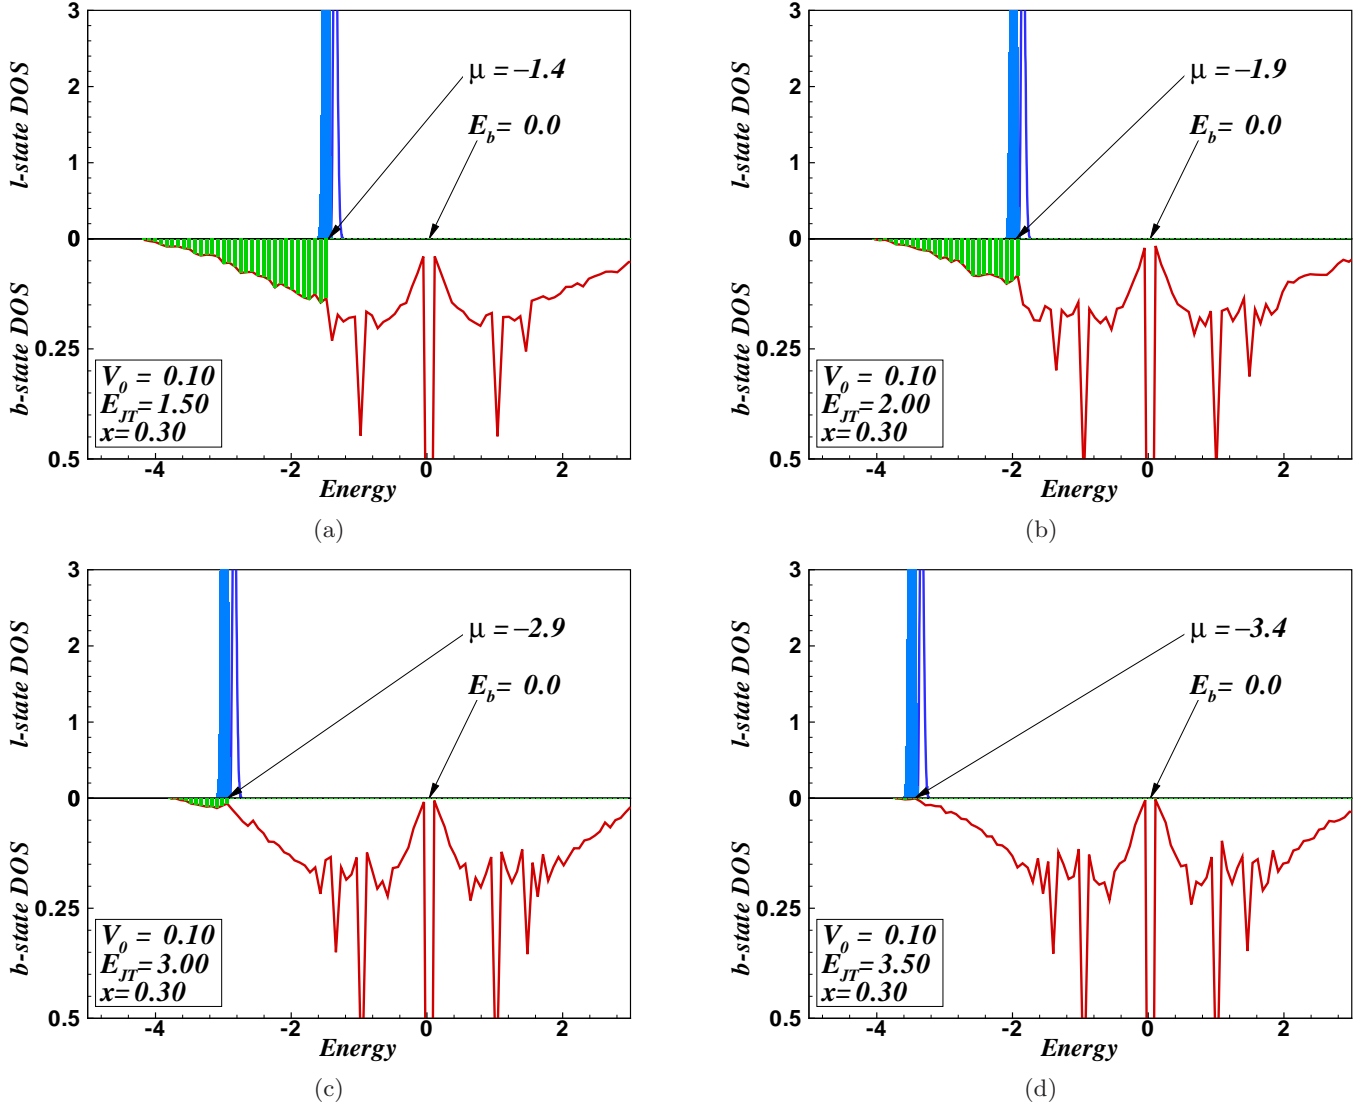 3
2
1
0
0.25
0.5
l-state DOS
b-state DOS
μ = –1.4
E_b = 0.0
V_0 = 0.10
E_JT = 1.50
x = 0.30
-4 -2 0 2
Energy
(a)
3
2
1
0
0.25
0.5
l-state DOS
b-state DOS
μ = –1.9
E_b = 0.0
V_0 = 0.10
E_JT = 2.00
x = 0.30
-4 -2 0 2
Energy
(b)
3
2
1
0
0.25
0.5
l-state DOS
b-state DOS
μ = –2.9
E_b = 0.0
V_0 = 0.10
E_JT = 3.00
x = 0.30
-4 -2 0 2
Energy
(c)
3
2
1
0
0.25
0.5
l-state DOS
b-state DOS
μ = –3.4
E_b = 0.0
V_0 = 0.10
E_JT = 3.50
x = 0.30
-4 -2 0 2
Energy
(d)